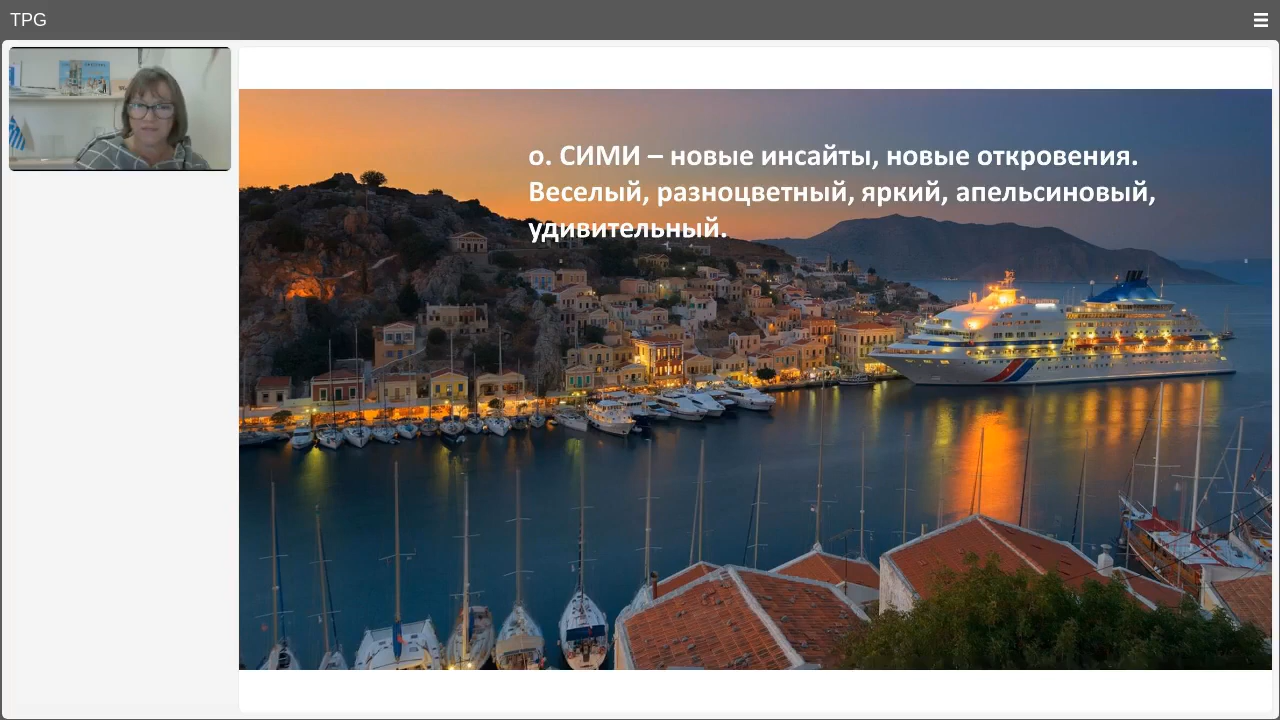 TPG
о. СИМИ – новые инсайты, новые откровения.
Веселый, разноцветный, яркий, апельсиновый,
удивительный.